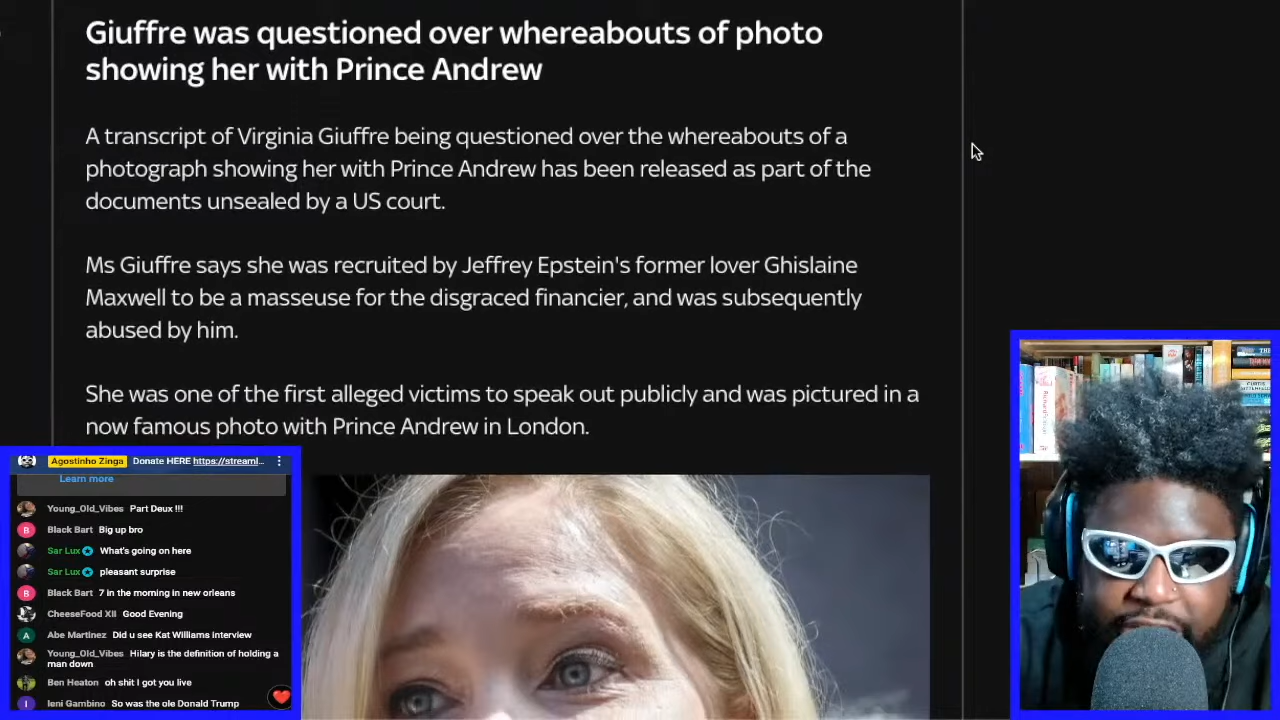 Giuffre was questioned over whereabouts of photo
showing her with Prince Andrew
A transcript of Virginia Giuffre being questioned over the whereabouts of a
photograph showing her with Prince Andrew has been released as part of the
documents unsealed by a US court.
Ms Giuffre says she was recruited by Jeffrey Epstein's former lover Ghislaine
Maxwell to be a masseuse for the disgraced financier, and was subsequently
abused by him.
She was one of the first alleged victims to speak out publicly and was pictured in a
now famous photo with Prince Andrew in London.
Agostinho Zinga Donate HERE https://streaml...
Learn more
Young_Old_Vibes Part Deux !!!
B Black Bart Big up bro
Sar Lux What's going on here
Sar Lux pleasant surprise
B Black Bart 7 in the morning in new orleans
CheeseFood XII Good Evening
A Abe Martinez Did u see Kat Williams interview
Young_Old_Vibes Hilary is the definition of holding a
man down
Ben Heaton oh shit I got you live
I Ieni Gambino So was the ole Donald Trump